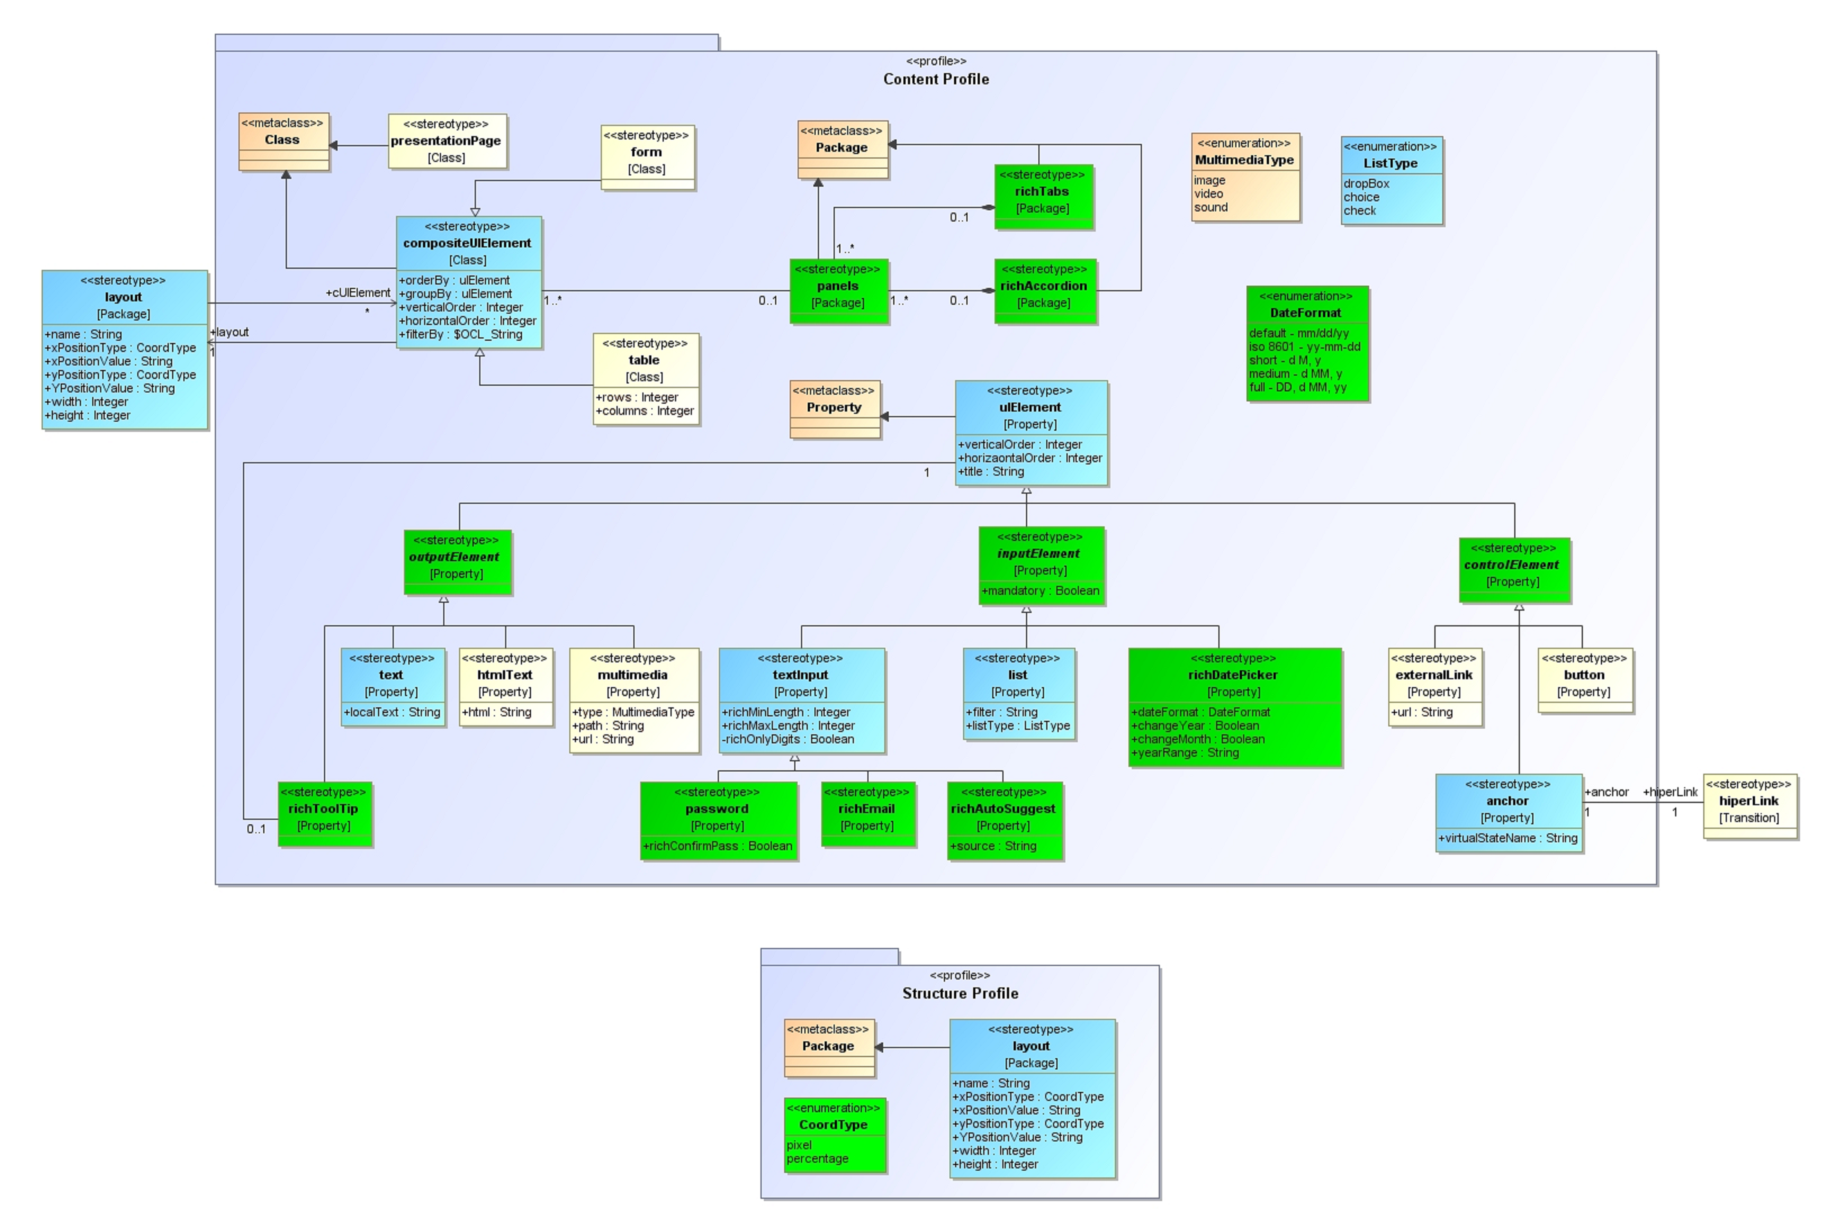 <<profile>>
Content Profile
<<metaclass>>
Class
<<stereotype>>
presentationPage
[Class]
<<stereotype>>
form
[Class]
<<metaclass>>
Package
<<stereotype>>
richTabs
[Package]
<<enumeration>>
MultimediaType
image
video
sound
<<enumeration>>
ListType
dropBox
choice
check
0..1
1..*
<<stereotype>>
compositeUIElement
[Class]
+orderBy : uIElement
+groupBy : uIElement
+verticalOrder : Integer
+horizontalOrder : Integer
+filterBy : $OCL_String
1..*
0..1
<<stereotype>>
panels
[Package]
1..*
0..1
<<stereotype>>
richAccordion
[Package]
<<enumeration>>
DateFormat
default - mm/dd/yy
iso 8601 - yy-mm-dd
short - d M, y
medium - d MM, y
full - DD, d MM, yy
<<stereotype>>
layout
[Package]
+name : String
+xPositionType : CoordType
+xPositionValue : String
+yPositionType : CoordType
+YPositionValue : String
+width : Integer
+height : Integer
+cUIElement
*
+layout
1
<<stereotype>>
table
[Class]
+rows : Integer
+columns : Integer
<<metaclass>>
Property
<<stereotype>>
uIElement
[Property]
+verticalOrder : Integer
+horizaontalOrder : Integer
+title : String
1
<<stereotype>>
outputElement
[Property]
<<stereotype>>
inputElement
[Property]
+mandatory : Boolean
<<stereotype>>
controlElement
[Property]
<<stereotype>>
text
[Property]
+localText : String
<<stereotype>>
htmlText
[Property]
+html : String
<<stereotype>>
multimedia
[Property]
+type : MultimediaType
+path : String
+url : String
<<stereotype>>
textInput
[Property]
+richMinLength : Integer
+richMaxLength : Integer
-richOnlyDigits : Boolean
<<stereotype>>
list
[Property]
+filter : String
+listType : ListType
<<stereotype>>
richDatePicker
[Property]
+dateFormat : DateFormat
+changeYear : Boolean
+changeMonth : Boolean
+yearRange : String
<<stereotype>>
externalLink
[Property]
+url : String
<<stereotype>>
button
[Property]
0..1
<<stereotype>>
richToolTip
[Property]
<<stereotype>>
password
[Property]
+richConfirmPass : Boolean
<<stereotype>>
richEmail
[Property]
<<stereotype>>
richAutoSuggest
[Property]
+source : String
<<stereotype>>
anchor
[Property]
+virtualStateName : String
+anchor
1
+hiperLink
1
<<stereotype>>
hiperLink
[Transition]
<<profile>>
Structure Profile
<<metaclass>>
Package
<<stereotype>>
layout
[Package]
+name : String
+xPositionType : CoordType
+xPositionValue : String
+yPositionType : CoordType
+YPositionValue : String
+width : Integer
+height : Integer
<<enumeration>>
CoordType
pixel
percentage